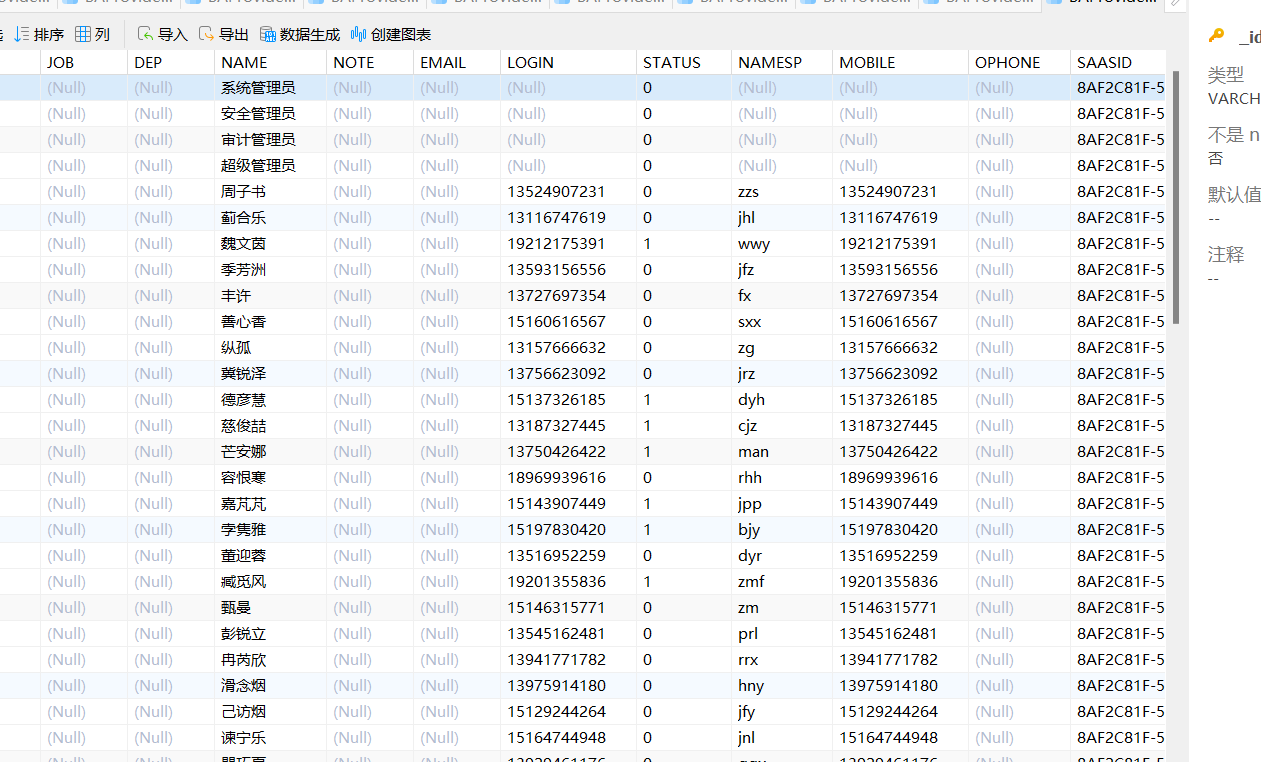 排序 列 导入 导出 数据生成 创建图表
JOB DEP NAME NOTE EMAIL LOGIN STATUS NAMESP MOBILE OPHONE SAASID
(Null) (Null) 系统管理员 (Null) (Null) (Null) 0 (Null) (Null) (Null) 8AF2C81F-5
(Null) (Null) 安全管理员 (Null) (Null) (Null) 0 (Null) (Null) (Null) 8AF2C81F-5
(Null) (Null) 审计管理员 (Null) (Null) (Null) 0 (Null) (Null) (Null) 8AF2C81F-5
(Null) (Null) 超级管理员 (Null) (Null) (Null) 0 (Null) (Null) (Null) 8AF2C81F-5
(Null) (Null) 周子书 (Null) (Null) 13524907231 0 zzs 13524907231 (Null) 8AF2C81F-5
(Null) (Null) 蓟合乐 (Null) (Null) 13116747619 0 jhl 13116747619 (Null) 8AF2C81F-5
(Null) (Null) 魏文茵 (Null) (Null) 19212175391 1 wwy 19212175391 (Null) 8AF2C81F-5
(Null) (Null) 季芳洲 (Null) (Null) 13593156556 0 jfz 13593156556 (Null) 8AF2C81F-5
(Null) (Null) 丰许 (Null) (Null) 13727697354 0 fx 13727697354 (Null) 8AF2C81F-5
(Null) (Null) 善心香 (Null) (Null) 15160616567 0 sxx 15160616567 (Null) 8AF2C81F-5
(Null) (Null) 纵孤 (Null) (Null) 13157666632 0 zg 13157666632 (Null) 8AF2C81F-5
(Null) (Null) 冀锐泽 (Null) (Null) 13756623092 0 jrz 13756623092 (Null) 8AF2C81F-5
(Null) (Null) 德彦慧 (Null) (Null) 15137326185 1 dyh 15137326185 (Null) 8AF2C81F-5
(Null) (Null) 慈俊喆 (Null) (Null) 13187327445 1 cjz 13187327445 (Null) 8AF2C81F-5
(Null) (Null) 芒安娜 (Null) (Null) 13750426422 1 man 13750426422 (Null) 8AF2C81F-5
(Null) (Null) 容恨寒 (Null) (Null) 18969939616 0 rhh 18969939616 (Null) 8AF2C81F-5
(Null) (Null) 嘉芃芃 (Null) (Null) 15143907449 1 jpp 15143907449 (Null) 8AF2C81F-5
(Null) (Null) 孛隽雅 (Null) (Null) 15197830420 1 bjy 15197830420 (Null) 8AF2C81F-5
(Null) (Null) 董迎蓉 (Null) (Null) 13516952259 0 dyr 13516952259 (Null) 8AF2C81F-5
(Null) (Null) 臧觅风 (Null) (Null) 19201355836 1 zmf 19201355836 (Null) 8AF2C81F-5
(Null) (Null) 甄曼 (Null) (Null) 15146315771 0 zm 15146315771 (Null) 8AF2C81F-5
(Null) (Null) 彭锐立 (Null) (Null) 13545162481 0 prl 13545162481 (Null) 8AF2C81F-5
(Null) (Null) 冉芮欣 (Null) (Null) 13941771782 0 rrx 13941771782 (Null) 8AF2C81F-5
(Null) (Null) 滑念烟 (Null) (Null) 13975914180 0 hny 13975914180 (Null) 8AF2C81F-5
(Null) (Null) 己访烟 (Null) (Null) 15129244264 0 jfy 15129244264 (Null) 8AF2C81F-5
(Null) (Null) 谏宁乐 (Null) (Null) 15164744948 0 jnl 15164744948 (Null) 8AF2C81F-5
_id
类型
VARCH
不是 n
否
默认值
--
注释
--